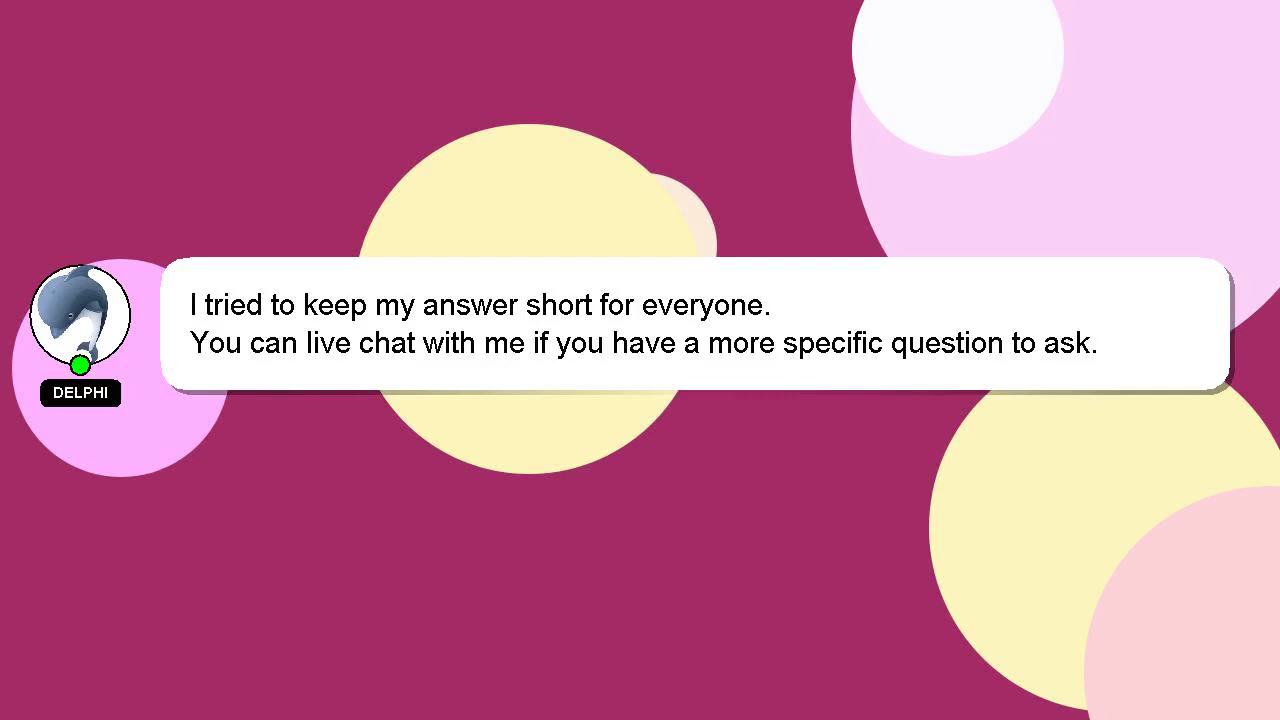 I tried to keep my answer short for everyone.
You can live chat with me if you have a more specific question to ask.
DELPHI